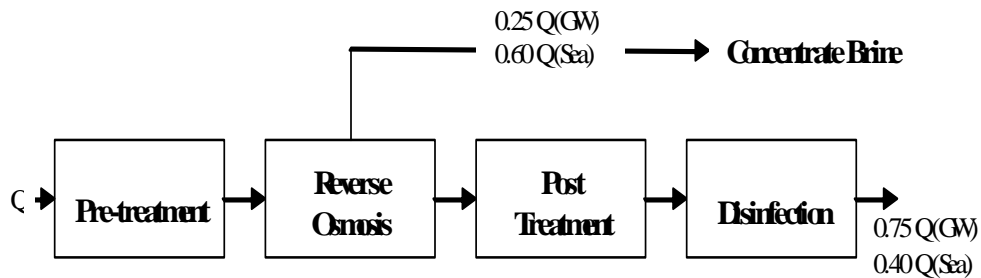 0.25 Q(GW)
0.60 Q(Sea)
Concentrate Brine
Q
Pre-treatment
Reverse
Osmosis
Post
Treatment
Disinfection
0.75 Q(GW)
0.40 Q(Sea)